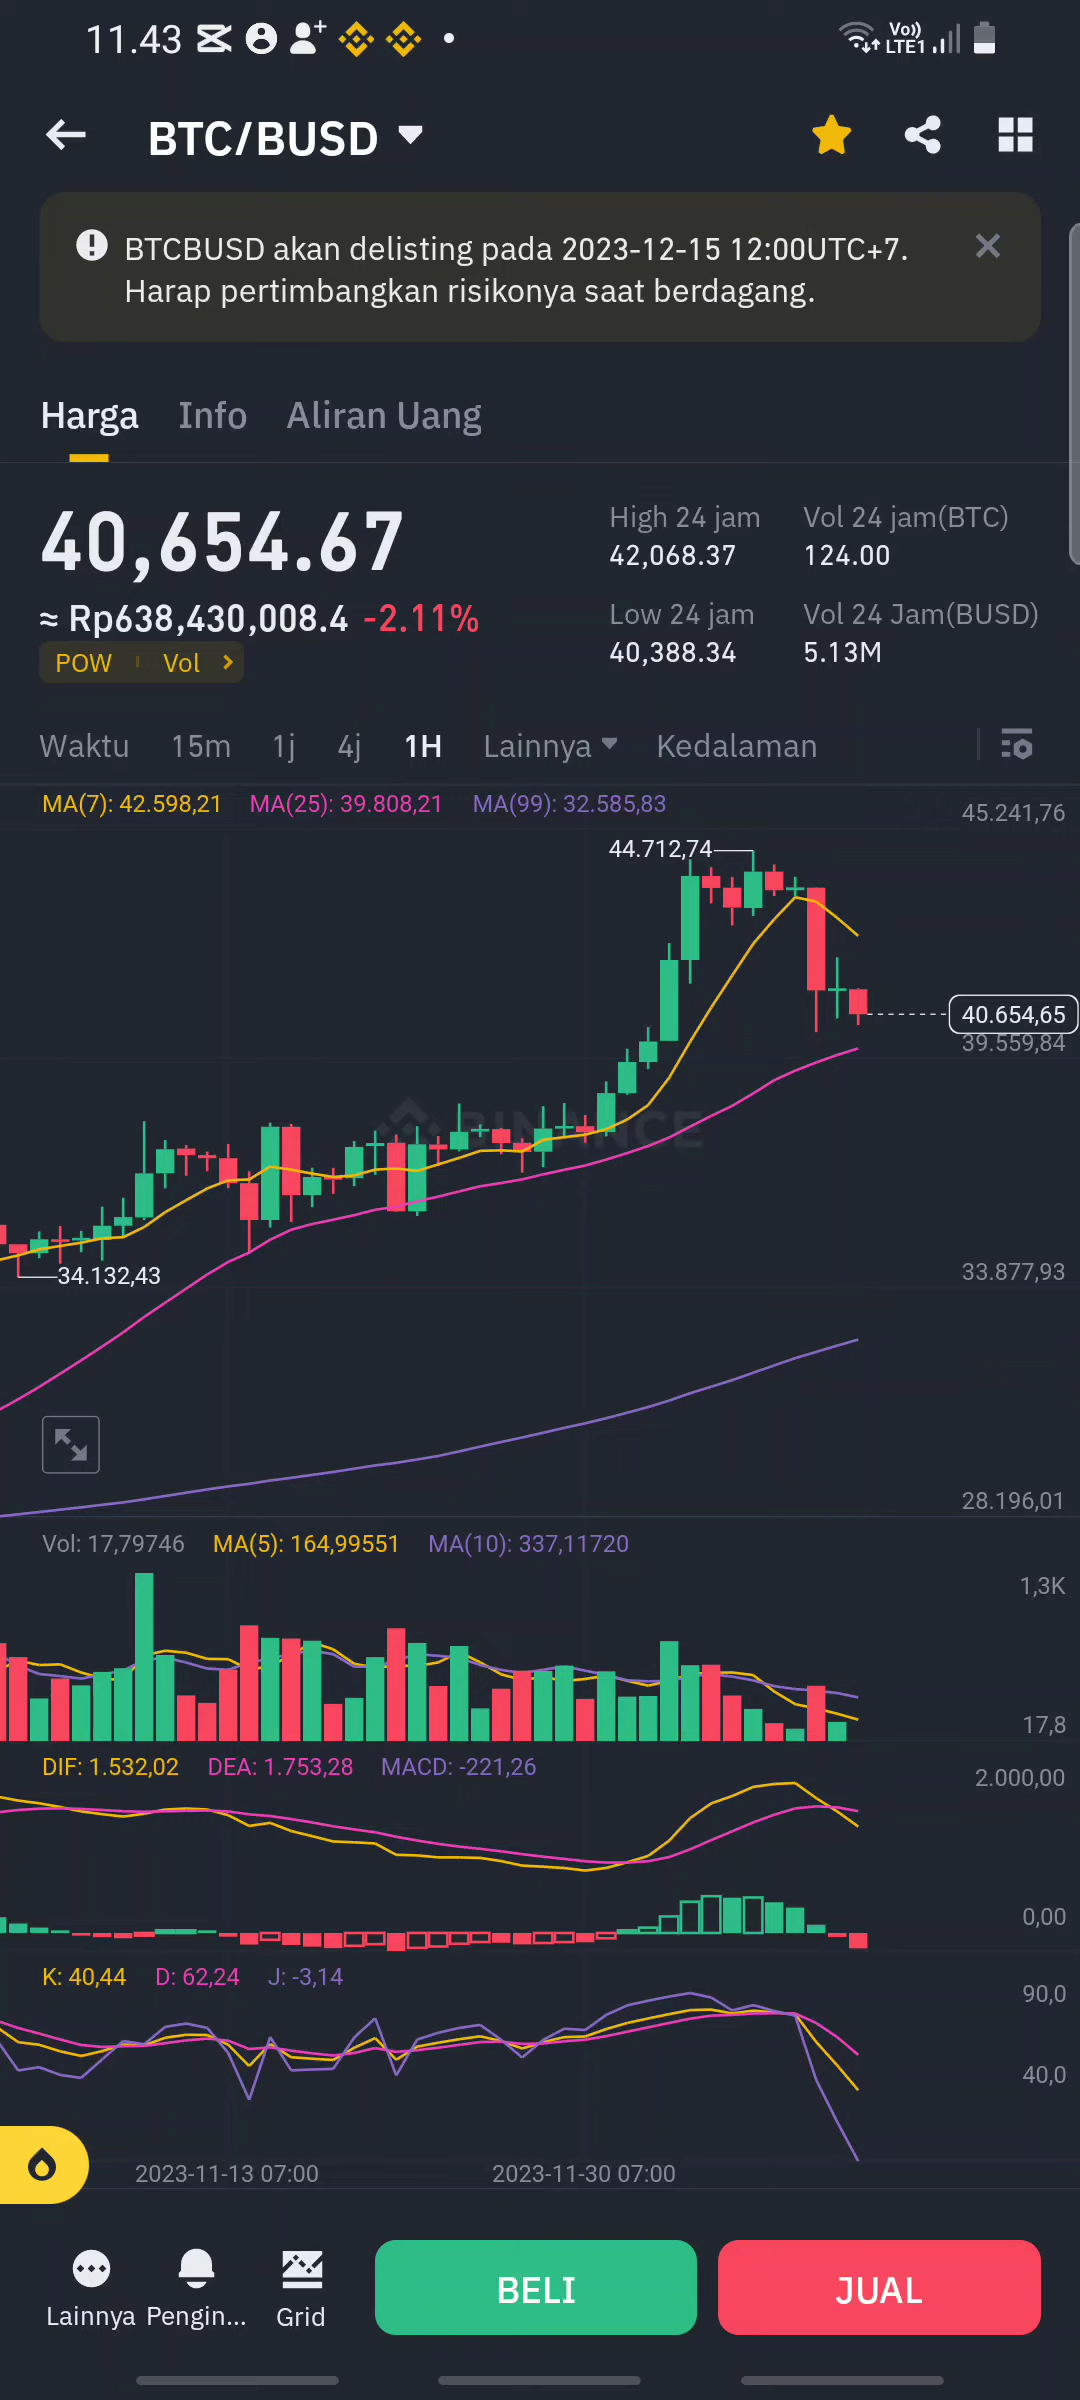 11.43
Vo))
LTE1
BTC/BUSD
BTCBUSD akan delisting pada 2023-12-15 12:00UTC+7.
Harap pertimbangkan risikonya saat berdagang.
Harga Info Aliran Uang
40,654.67
≈ Rp638,430,008.4 -2.11%
POW Vol
High 24 jam Vol 24 jam(BTC)
42,068.37 124.00
Low 24 jam Vol 24 Jam(BUSD)
40,388.34 5.13M
Waktu 15m 1j 4j 1H Lainnya Kedalaman
MA(7): 42.598,21 MA(25): 39.808,21 MA(99): 32.585,83
45.241,76
44.712,74
40.654,65
39.559,84
BINANCE
34.132,43
33.877,93
28.196,01
Vol: 17,79746 MA(5): 164,99551 MA(10): 337,11720
1,3K
17,8
DIF: 1.532,02 DEA: 1.753,28 MACD: -221,26
2.000,00
0,00
K: 40,44 D: 62,24 J: -3,14
90,0
40,0
2023-11-13 07:00 2023-11-30 07:00
Lainnya Pengin... Grid
BELI JUAL